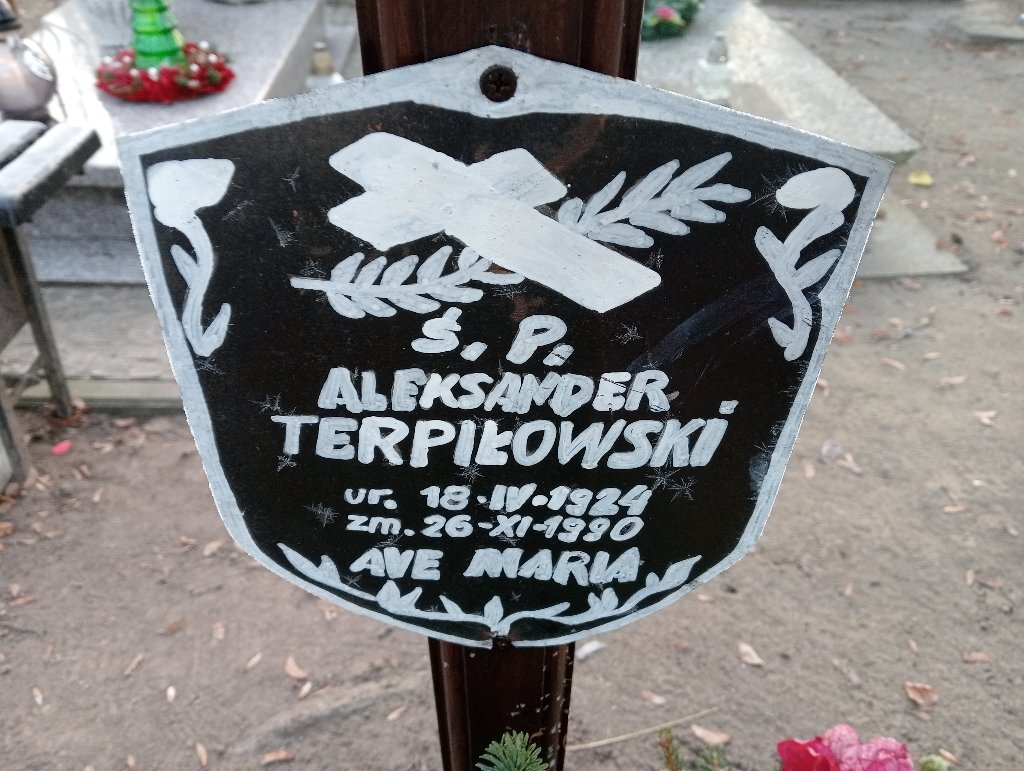 Ś. P.
ALEKSANDER
TERPIŁOWSKI
ur. 18-IV-1924
zm. 26-XI-1990
AVE MARIA